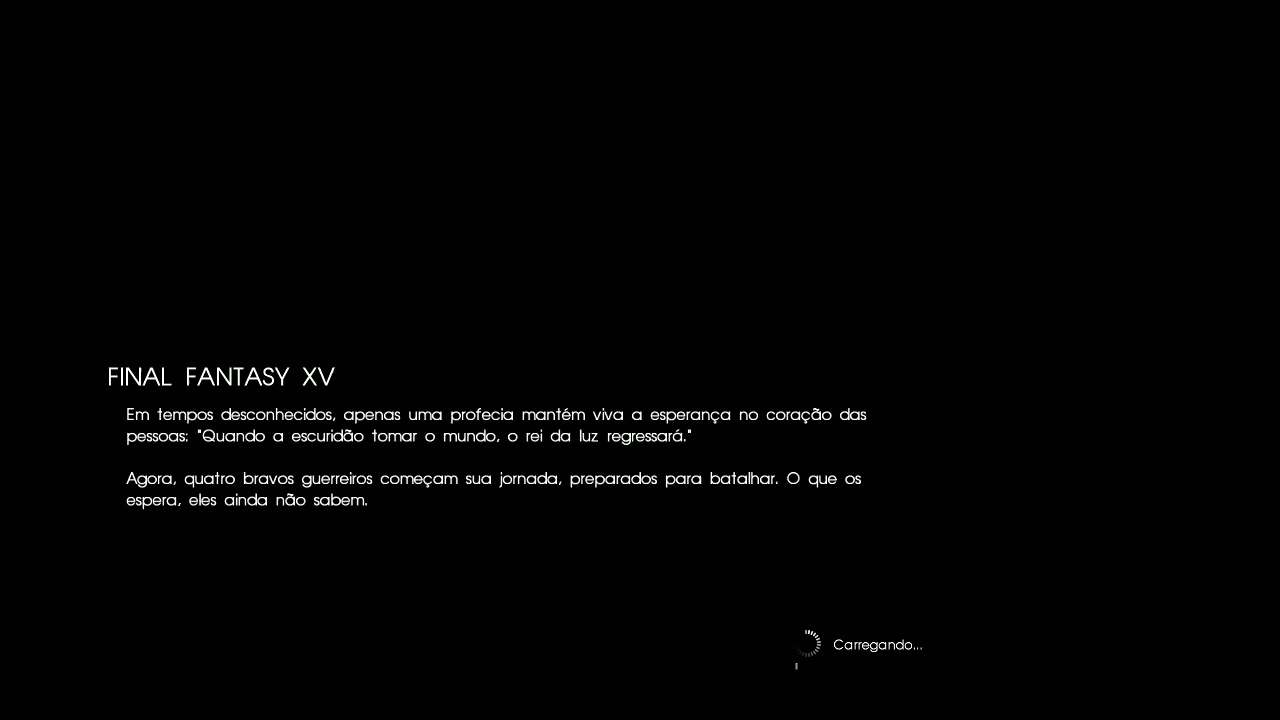 FINAL FANTASY XV
Em tempos desconhecidos, apenas uma profecia mantém viva a esperança no coração das
pessoas: "Quando a escuridão tomar o mundo, o rei da luz regressará."
Agora, quatro bravos guerreiros começam sua jornada, preparados para batalhar. O que os
espera, eles ainda não sabem.
Carregando...